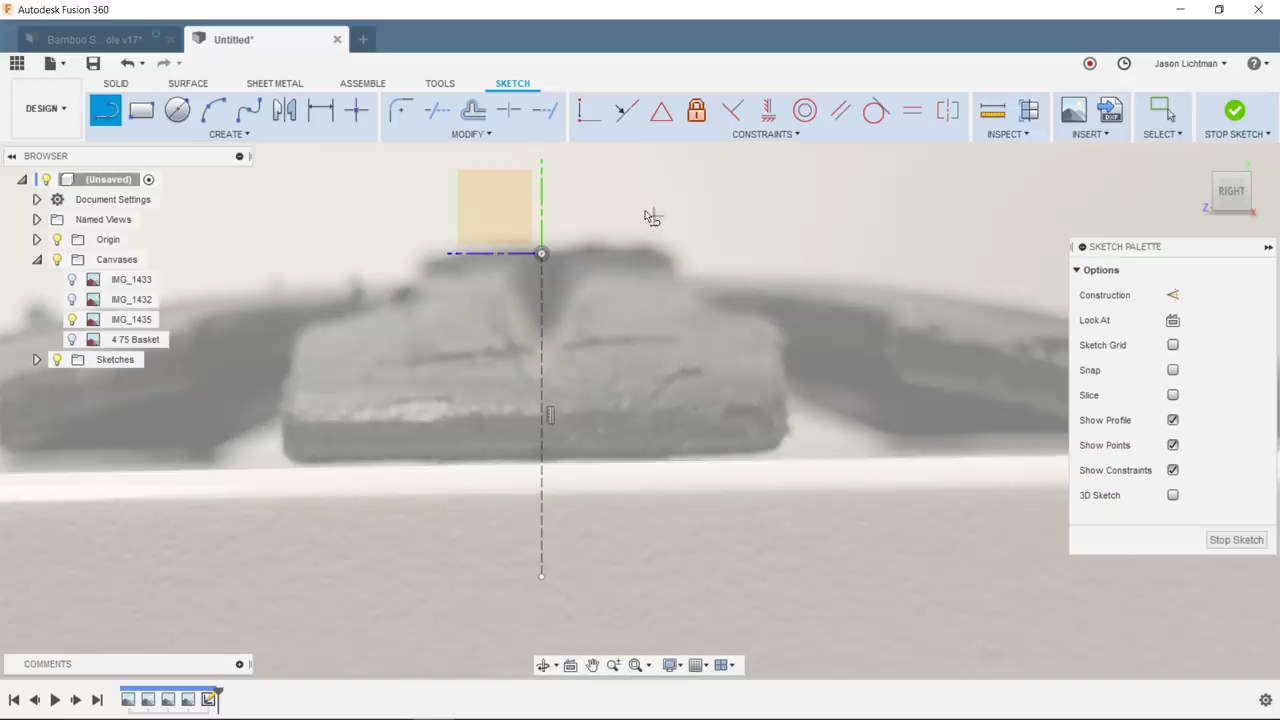 Autodesk Fusion 360
Bamboo S...ole v17*
Untitled*
Jason Lichtman
SOLID
SURFACE
SHEET METAL
ASSEMBLE
TOOLS
SKETCH
DESIGN
CREATE
MODIFY
CONSTRAINTS
INSPECT
INSERT
SELECT
STOP SKETCH
DXF
BROWSER
(Unsaved)
Document Settings
Named Views
Origin
Canvases
IMG_1433
IMG_1432
IMG_1435
4 75 Basket
Sketches
RIGHT
Z
X
Y
SKETCH PALETTE
Options
Construction
Look At
Sketch Grid
Snap
Slice
Show Profile
Show Points
Show Constraints
3D Sketch
Stop Sketch
COMMENTS